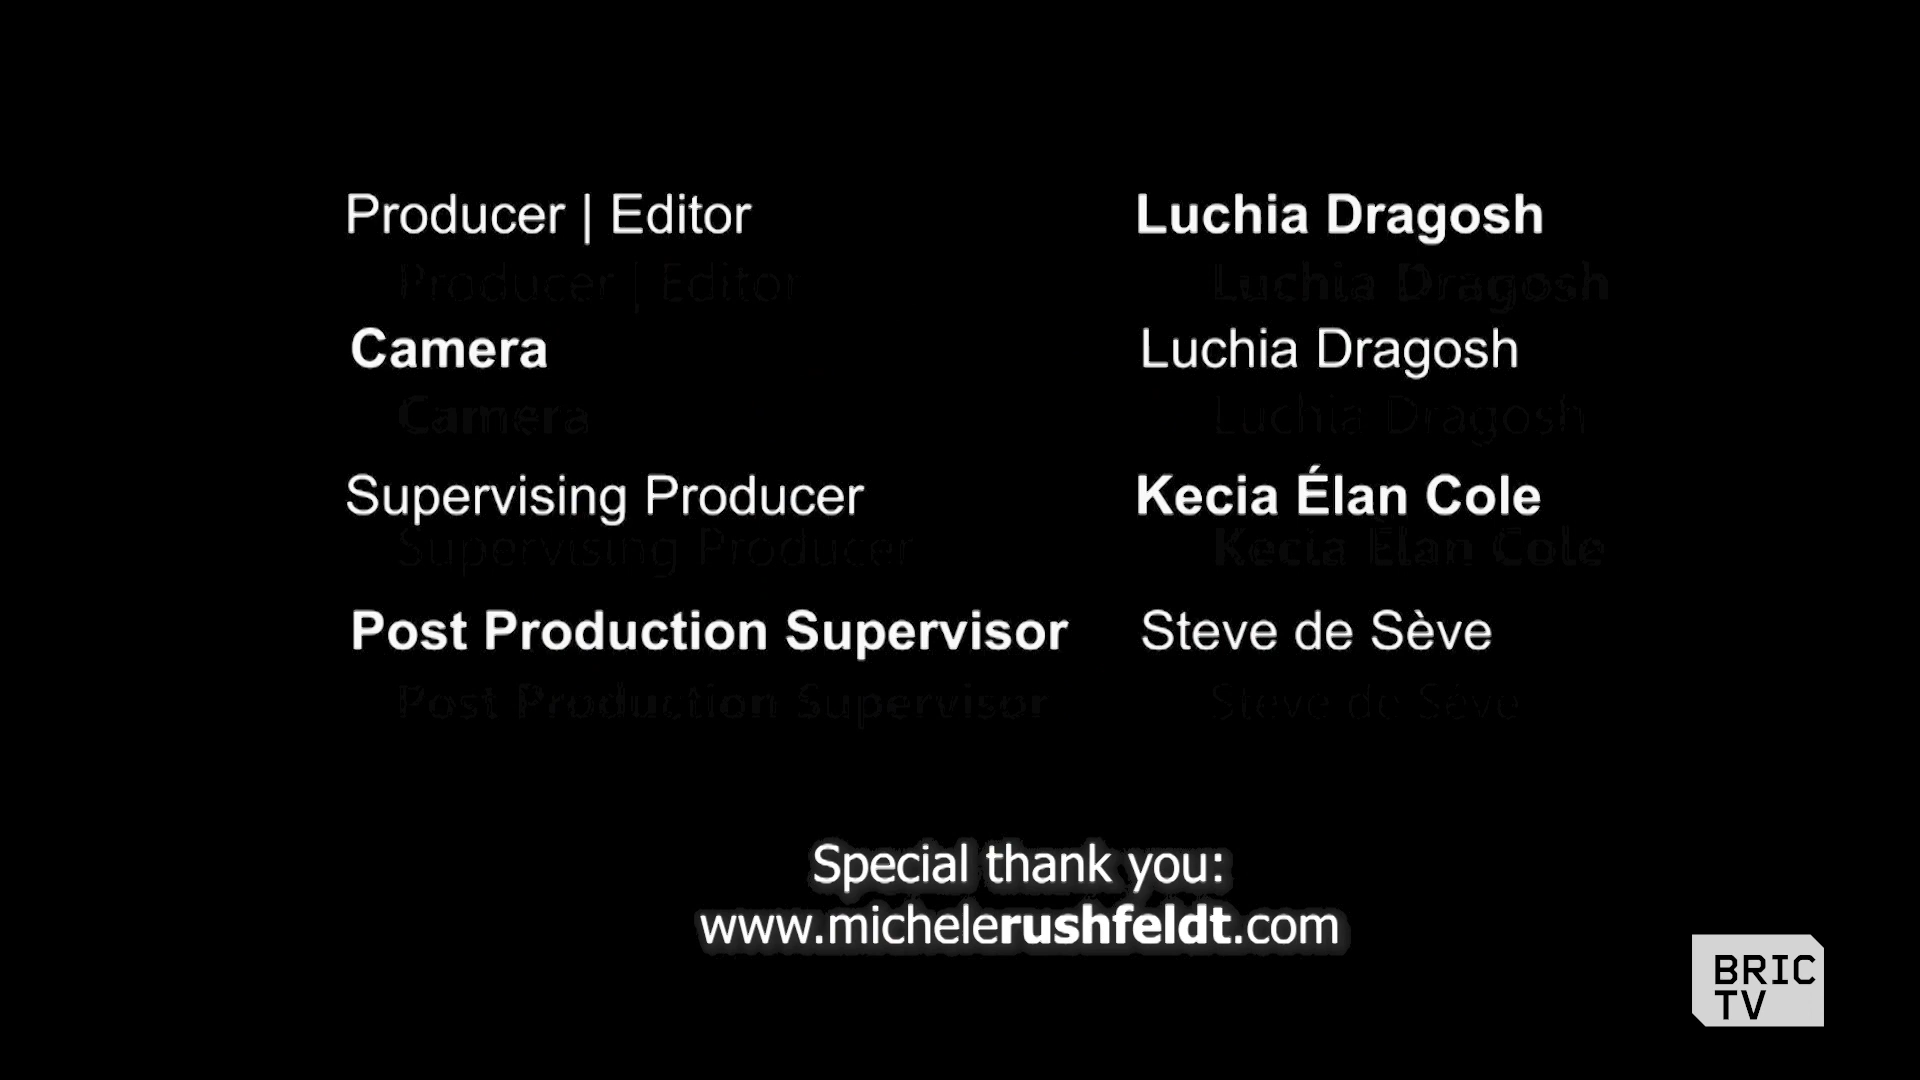 Producer | Editor Luchia Dragosh
Camera Luchia Dragosh
Supervising Producer Kecia Élan Cole
Post Production Supervisor Steve de Sève
Special thank you:
www.michelerushfeldt.com
BRIC
TV